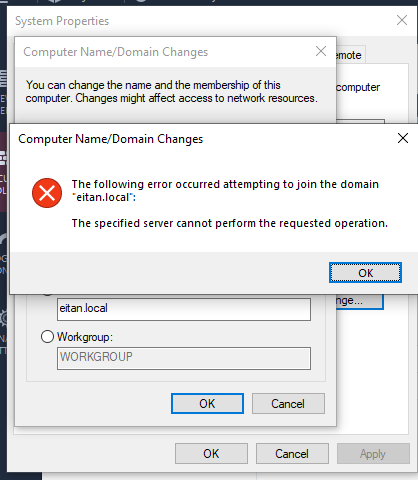 System Properties
Computer Name/Domain Changes
emote
You can change the name and the membership of this
computer. Changes might affect access to network resources.
computer
Computer Name/Domain Changes
The following error occurred attempting to join the domain
"eitan.local":
The specified server cannot perform the requested operation.
OK
eitan.local
nge...
Workgroup:
WORKGROUP
OK
Cancel
OK
Cancel
Apply